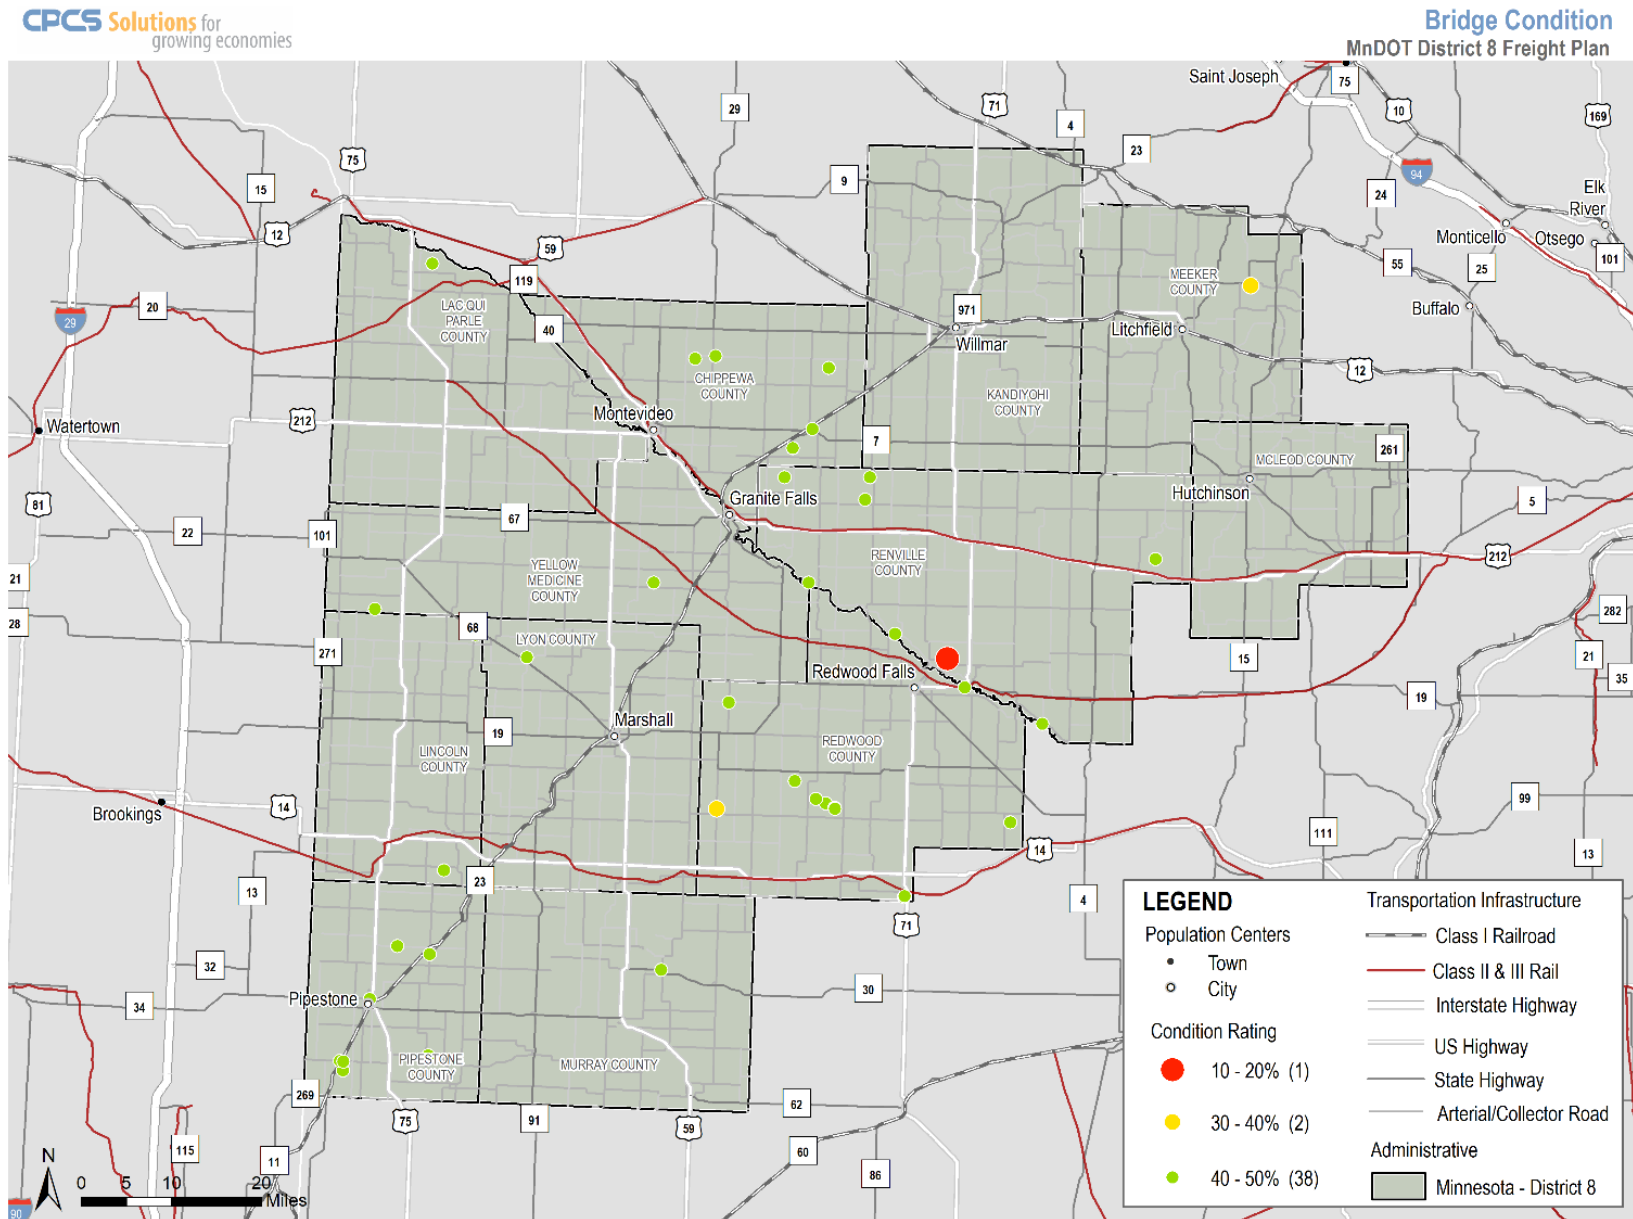 CPCS Solutions for
growing economies
Bridge Condition
MnDOT District 8 Freight Plan
Saint Joseph
75
71
10
169
29
4
23
75
94
9
15
24
Elk
River
12
59
Monticello
Otsego
101
55
25
119
MEEKER
COUNTY
20
29
LAC QUI
PARLE
COUNTY
971
Buffalo
40
Litchfield
Willmar
12
CHIPPEWA
COUNTY
KANDIYOHI
COUNTY
Montevideo
Watertown
212
7
261
MCLEOD COUNTY
Hutchinson
81
Granite Falls
5
67
22
101
RENVILLE
COUNTY
212
YELLOW
MEDICINE
COUNTY
21
28
282
68
LYON COUNTY
271
15
21
Redwood Falls
35
19
Marshall
19
REDWOOD
COUNTY
LINCOLN
COUNTY
Brookings
14
99
111
14
13
23
13
4
71
32
30
34
Pipestone
PIPESTONE
COUNTY
MURRAY COUNTY
269
62
75
91
59
115
11
60
86
90
N
0 5 10 20
Miles
LEGEND
Population Centers
Town
City
Condition Rating
10 - 20% (1)
30 - 40% (2)
40 - 50% (38)
Transportation Infrastructure
Class I Railroad
Class II & III Rail
Interstate Highway
US Highway
State Highway
Arterial/Collector Road
Administrative
Minnesota - District 8